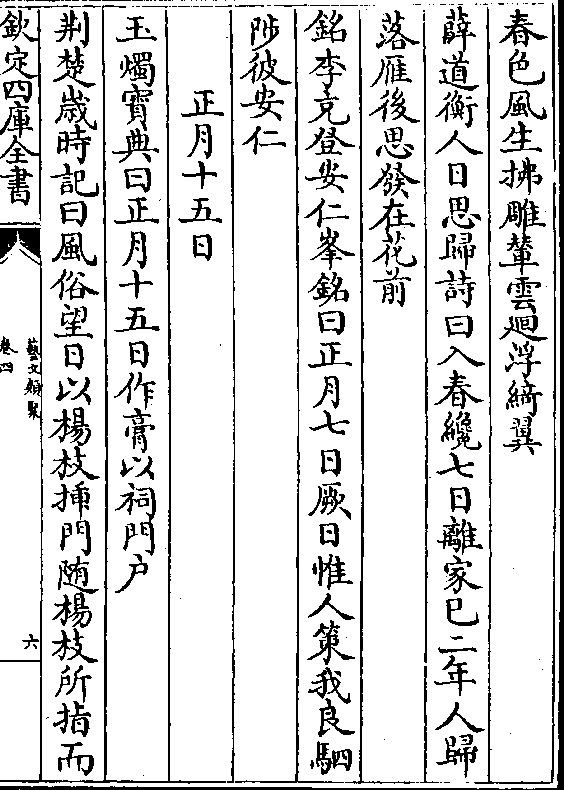 春色風生拂雕輦雲廻浮綺翼
薛道衡人日思歸詩曰入春纔七日離家已二年人歸
落雁後思發在花前
銘李充登安仁峯銘曰正月七日厥日惟人策我良駟
陟彼安仁
正月十五日
玉燭寳典曰正月十五日作膏以祠門户
荆楚嵗時記曰風俗望日以楊枝揷門随楊枝所指而
欽定四庫全書
藝文類聚
卷四
六